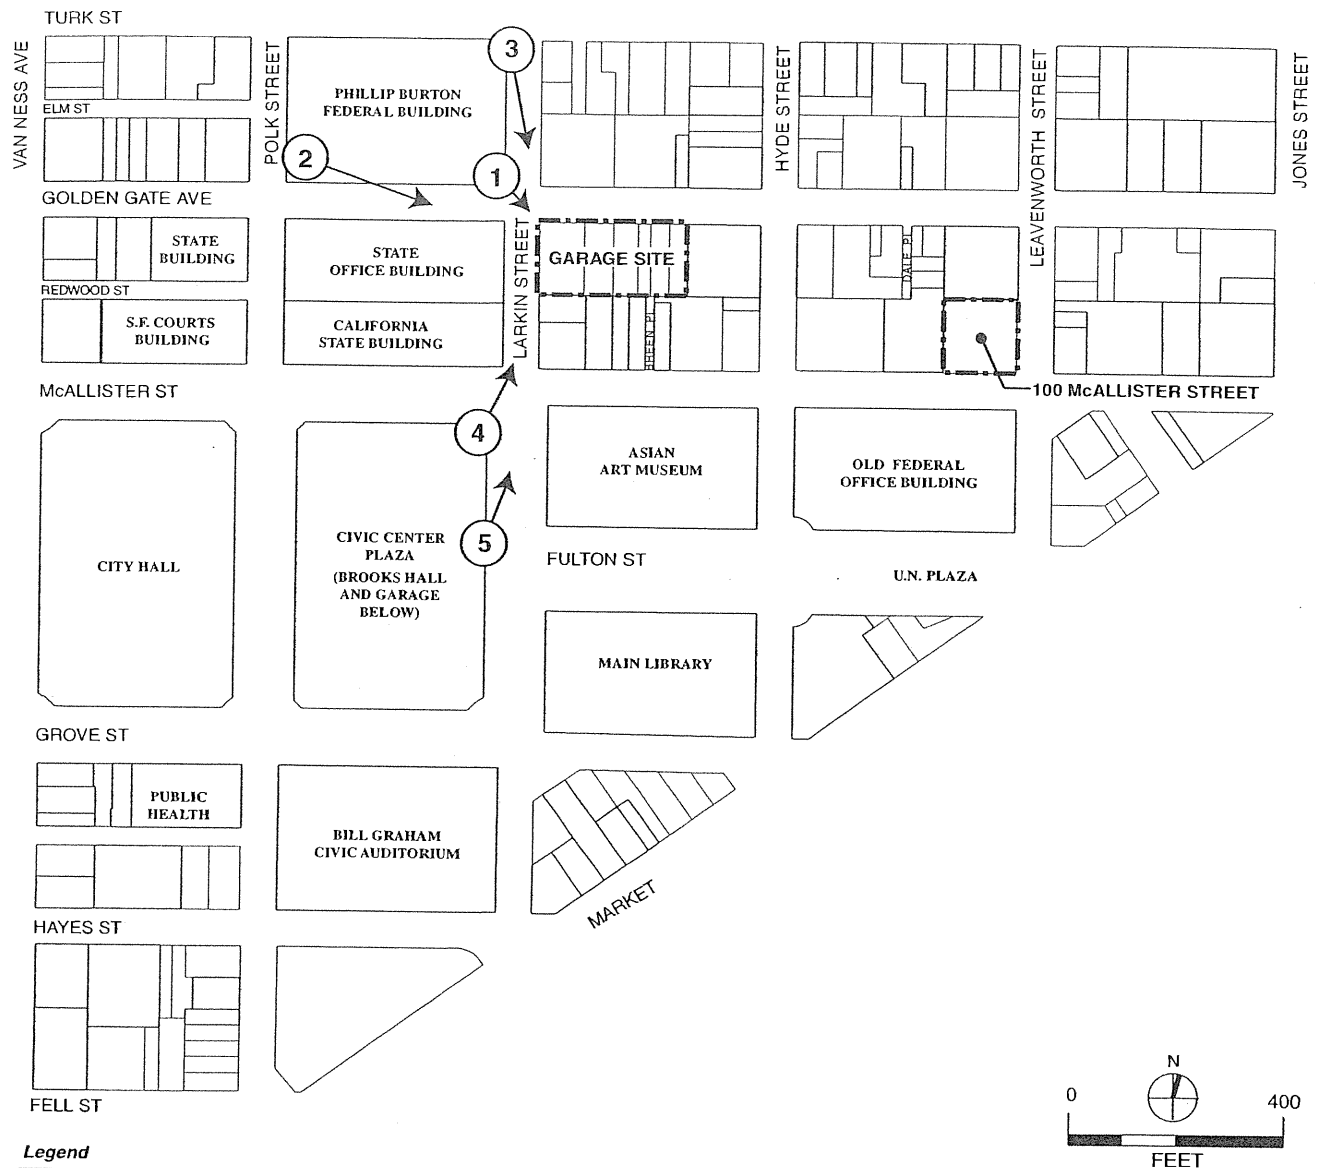 TURK ST
VAN NESS AVE
POLK STREET
PHILLIP BURTON
FEDERAL BUILDING
3
HYDE STREET
LEAVENWORTH STREET
JONES STREET
ELM ST
2
1
GOLDEN GATE AVE
STATE
BUILDING
STATE
OFFICE BUILDING
LARKIN STREET
GARAGE SITE
DALE PL
REDWOOD ST
S.F. COURTS
BUILDING
CALIFORNIA
STATE BUILDING
McALLISTER ST
100 McALLISTER STREET
4
ASIAN
ART MUSEUM
OLD FEDERAL
OFFICE BUILDING
CITY HALL
CIVIC CENTER
PLAZA
(BROOKS HALL
AND GARAGE
BELOW)
5
FULTON ST
U.N. PLAZA
MAIN LIBRARY
GROVE ST
PUBLIC
HEALTH
BILL GRAHAM
CIVIC AUDITORIUM
MARKET
HAYES ST
FELL ST
N
0
400
FEET
Legend